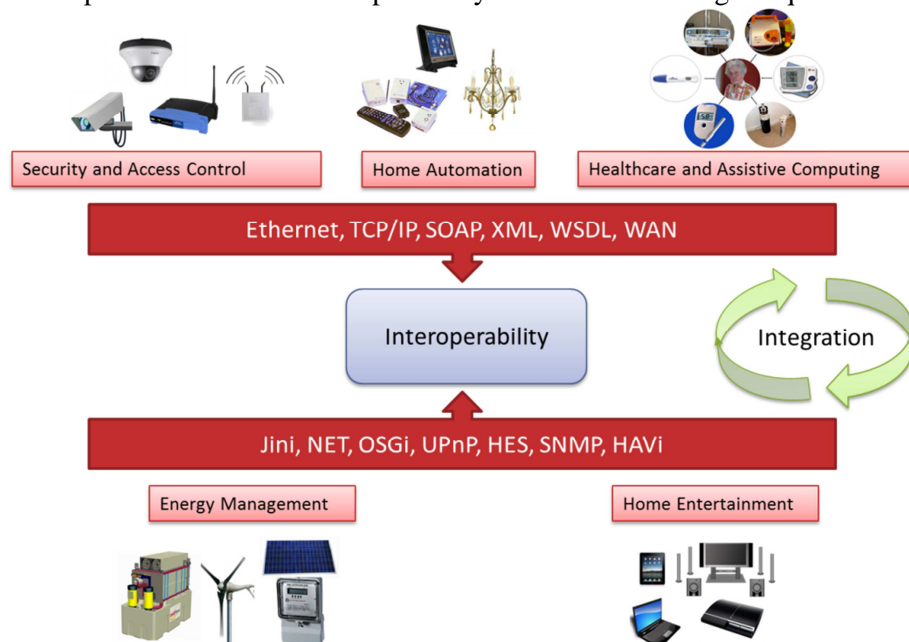 Security and Access Control
Home Automation
Healthcare and Assistive Computing
Ethernet, TCP/IP, SOAP, XML, WSDL, WAN
Interoperability
Integration
Jini, NET, OSGi, UPnP, HES, SNMP, HAVi
Energy Management
Home Entertainment